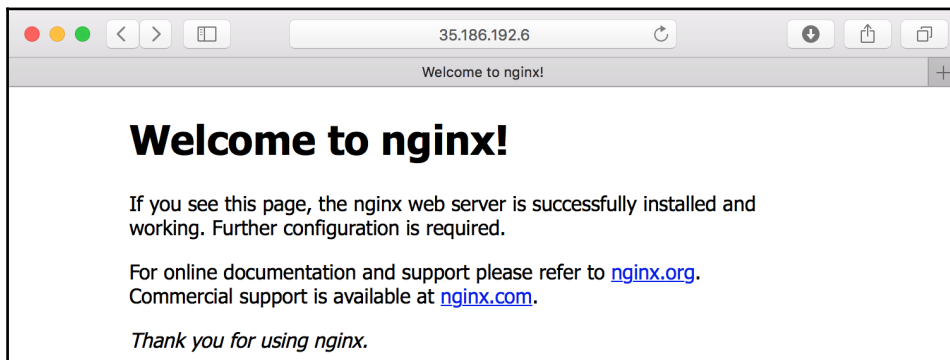 35.186.192.6
Welcome to nginx!
Welcome to nginx!
If you see this page, the nginx web server is successfully installed and
working. Further configuration is required.
For online documentation and support please refer to nginx.org.
Commercial support is available at nginx.com.
Thank you for using nginx.